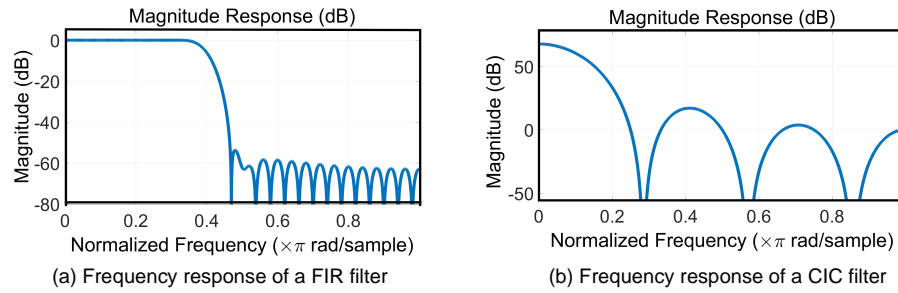 Magnitude Response (dB)
0
-20
-40
-60
-80
Magnitude (dB)
0
0.2
0.4
0.6
0.8
Normalized Frequency (×π rad/sample)
(a) Frequency response of a FIR filter
Magnitude Response (dB)
50
0
-50
Magnitude (dB)
0
0.2
0.4
0.6
0.8
Normalized Frequency (×π rad/sample)
(b) Frequency response of a CIC filter